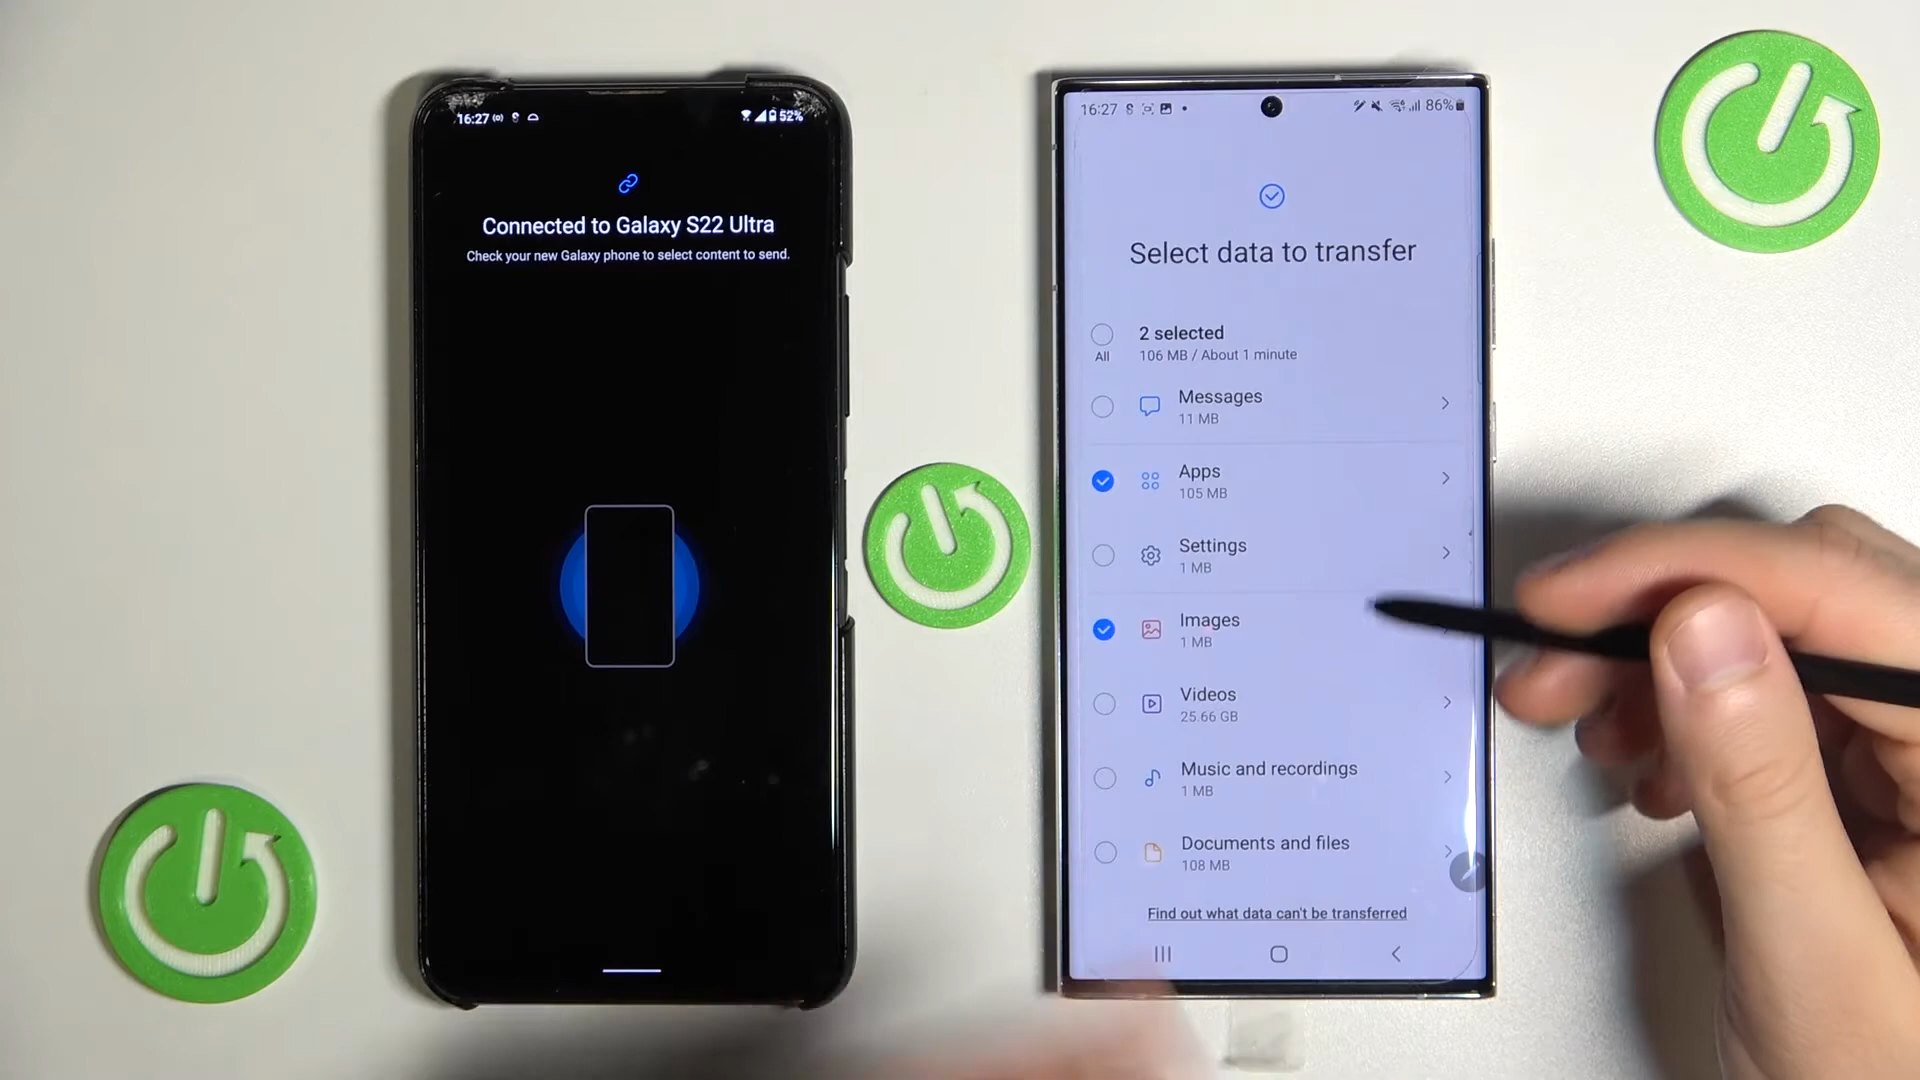 16:27
52%
Connected to Galaxy S22 Ultra
Check your new Galaxy phone to select content to send.
16:27
86%
Select data to transfer
All
2 selected
106 MB / About 1 minute
Messages
11 MB
Apps
105 MB
Settings
1 MB
Images
1 MB
Videos
25.66 GB
Music and recordings
1 MB
Documents and files
108 MB
Find out what data can't be transferred